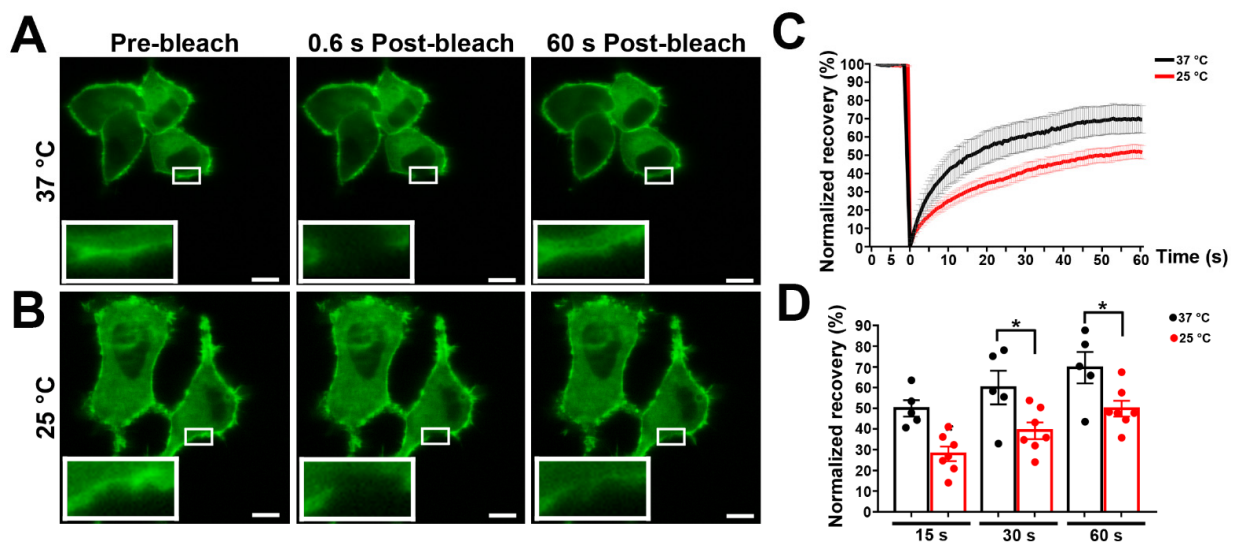 A
Pre-bleach
0.6 s Post-bleach
60 s Post-bleach
37 °C
B
25 °C
C
37 °C
25 °C
Normalized recovery (%)
100
90
80
70
60
50
40
30
20
10
0
0 5 0 10 20 30 40 50 60
Time (s)
D
37 °C
25 °C
Normalized recovery (%)
90
80
70
60
50
40
30
20
10
0
*
*
*
15 s
30 s
60 s